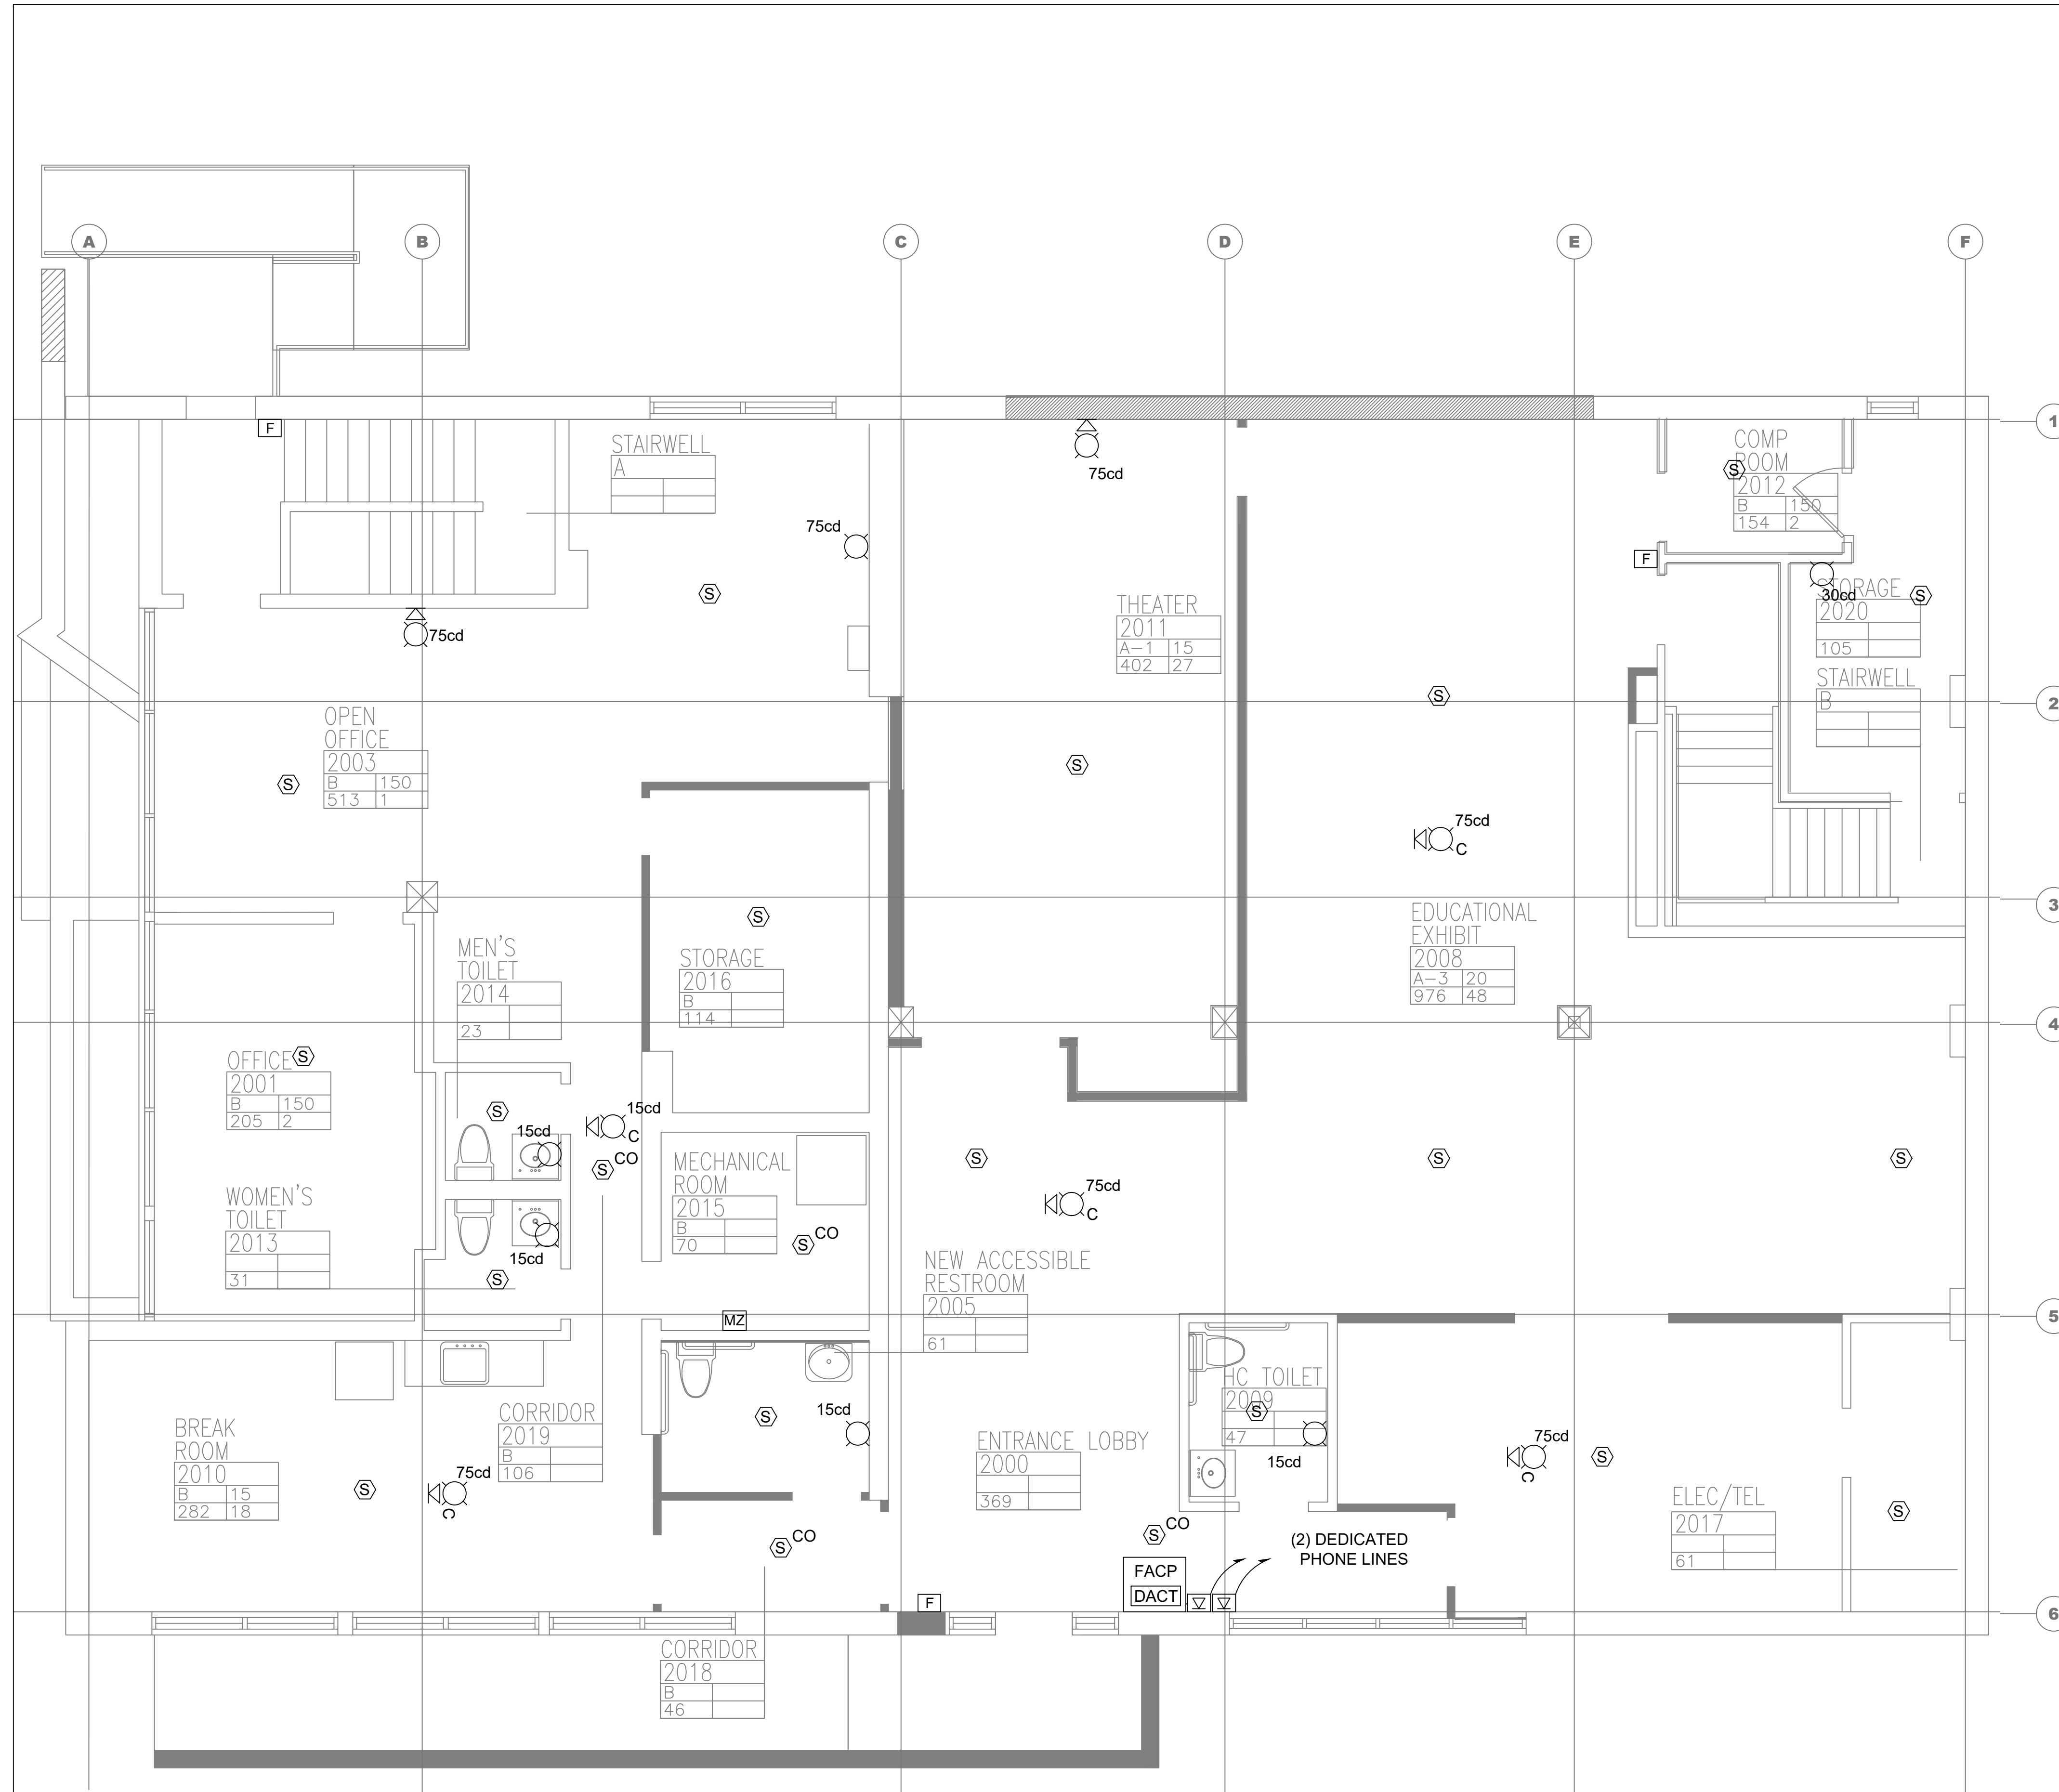 A
B
C
D
E
F
1
F
STAIRWELL
A
75cd
COMP
ROOM
S
2012
B 150
154 2
75cd
F
S
STORAGE
30cd
S
2020
105
THEATER
2011
A-1 15
402 27
75cd
STAIRWELL
B
S
2
OPEN
OFFICE
2003
B 150
513 1
S
S
75cd
C
3
S
EDUCATIONAL
EXHIBIT
2008
A-3 20
976 48
MEN'S
TOILET
2014
23
STORAGE
2016
B
114
4
OFFICE S
2001
B 150
205 2
S
15cd
15cd
C
S CO
MECHANICAL
ROOM
2015
B
70
S
S
S
75cd
C
WOMEN'S
TOILET
2013
31
15cd
S
S CO
NEW ACCESSIBLE
RESTROOM
2005
61
MZ
5
HC TOILET
2009
S
47
15cd
15cd
S
CORRIDOR
2019
B
106
BREAK
ROOM
2010
B 15
282 18
S
75cd
C
ENTRANCE LOBBY
2000
369
75cd
C
S
ELEC/TEL
2017
61
S
S CO
S CO
(2) DEDICATED
PHONE LINES
FACP
DACT
F
6
CORRIDOR
2018
B
46